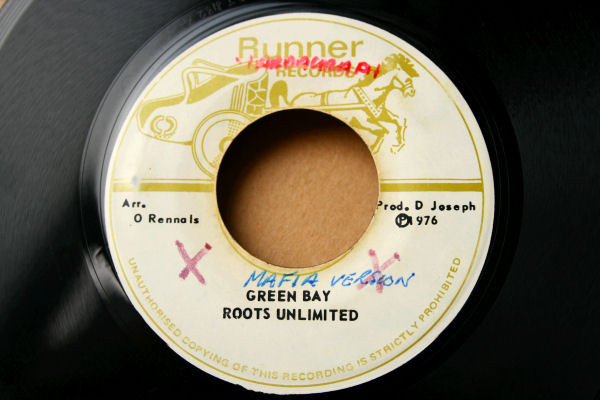 Runner
RECORDS
Arr.
O Rennals
Prod. D Joseph
Ⓟ1976
X
X
MAFIA VERSION
GREEN BAY
ROOTS UNLIMITED
UNAUTHORISED COPYING OF THIS RECORDING IS STRICTLY PROHIBITED